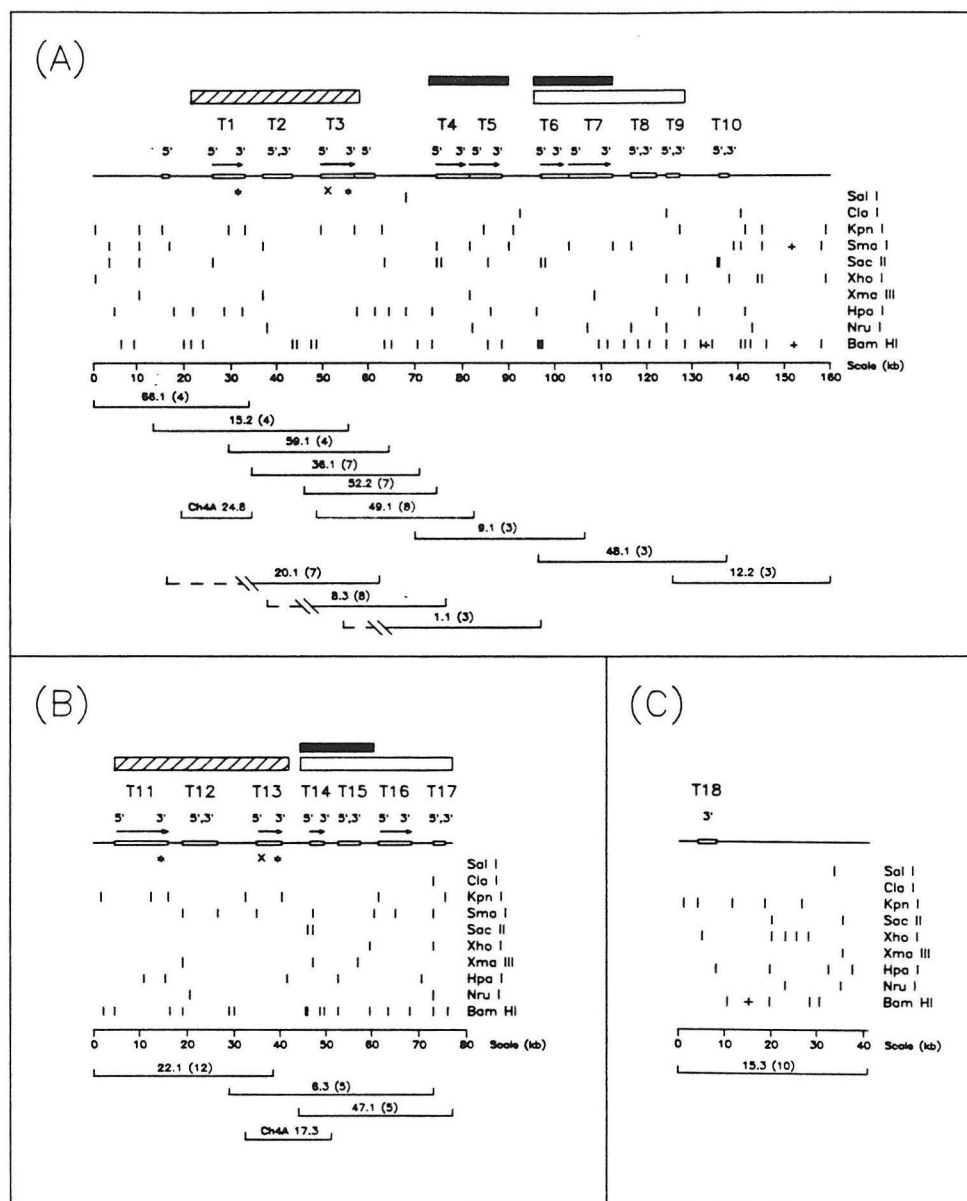 (A)
T1 T2 T3 T4 T5 T6 T7 T8 T9 T10
5' 5' 3' 5',3' 5' 3' 5' 5' 3' 5' 3' 5' 3' 5' 3' 5',3' 5',3' 5',3'
* x *
Sal I
Cla I
Kpn I
Sma I
+
Sac II
Xho I
Xma III
Hpa I
Nru I
+ + Bam HI
0 10 20 30 40 50 60 70 80 90 100 110 120 130 140 150 160
Scale (kb)
66.1 (4)
15.2 (4)
59.1 (4)
36.1 (7)
52.2 (7)
Ch4A 24.8
49.1 (8)
9.1 (3)
48.1 (3)
20.1 (7)
12.2 (3)
8.3 (8)
1.1 (3)
(B)
T11 T12 T13 T14 T15 T16 T17
5' 3' 5',3' 5' 3' 5' 3' 5',3' 5' 3' 5',3'
* x *
Sal I
Cla I
Kpn I
Sma I
Sac II
Xho I
Xma III
Hpa I
Nru I
Bam HI
0 10 20 30 40 50 60 70 80
Scale (kb)
22.1 (12)
6.3 (5)
47.1 (5)
Ch4A 17.3
(C)
T18
3'
Sal I
Cla I
Kpn I
Sac II
Xho I
Xma III
Hpa I
Nru I
+ Bam HI
Scale (kb)
0 10 20 30 40
15.3 (10)